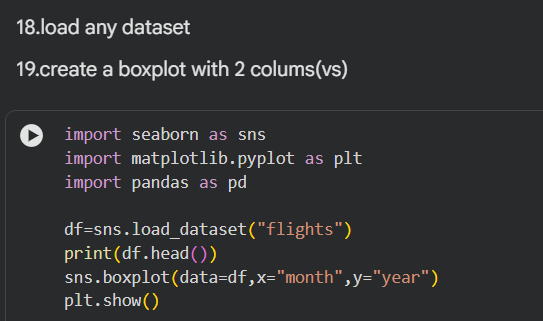 18.load any dataset
19.create a boxplot with 2 colums(vs)
import seaborn as sns
import matplotlib.pyplot as plt
import pandas as pd
df=sns.load_dataset("flights")
print(df.head())
sns.boxplot(data=df,x="month",y="year")
plt.show()